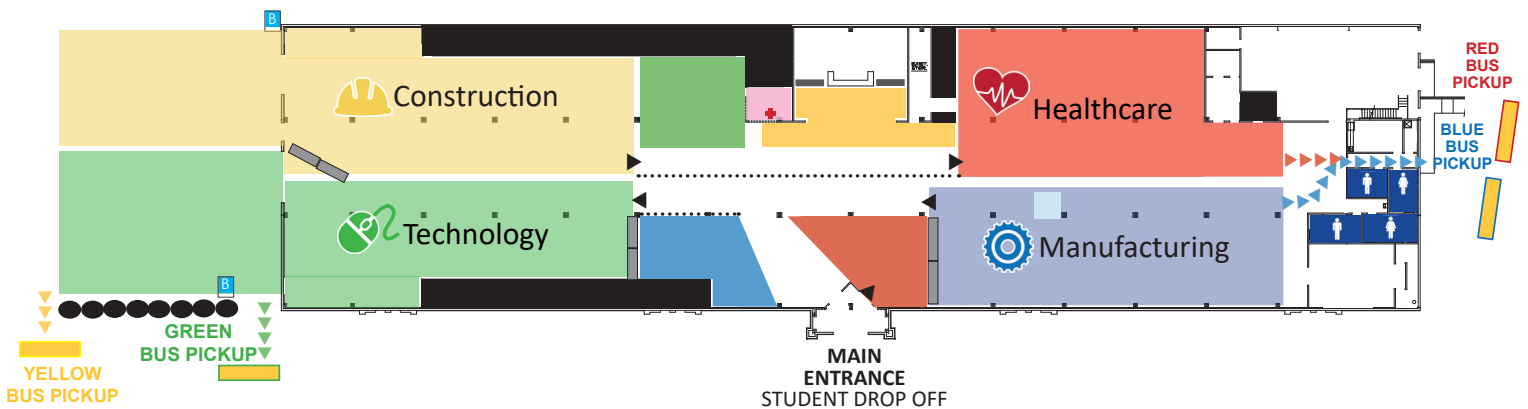 B
RED
BUS
PICKUP
Construction
Healthcare
BLUE
BUS
PICKUP
Technology
Manufacturing
B
GREEN
BUS PICKUP
YELLOW
BUS PICKUP
MAIN
ENTRANCE
STUDENT DROP OFF